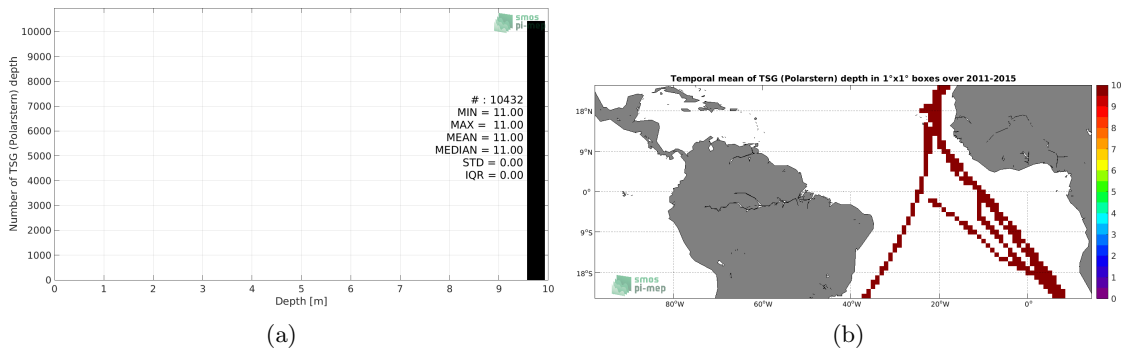 smos
pi-mep
10000
9000
8000
7000
6000
5000
4000
3000
2000
1000
0
Number of TSG (Polarstern) depth
# : 10432
MIN = 11.00
MAX = 11.00
MEAN = 11.00
MEDIAN = 11.00
STD = 0.00
IQR = 0.00
0 1 2 3 4 5 6 7 8 9 10
Depth [m]
(a)
Temporal mean of TSG (Polarstern) depth in 1°x1° boxes over 2011-2015
18°N
9°N
0°
9°S
18°S
80°W 60°W 40°W 20°W 0°
10
9
8
7
6
5
4
3
2
1
0
smos
pi-mep
(b)